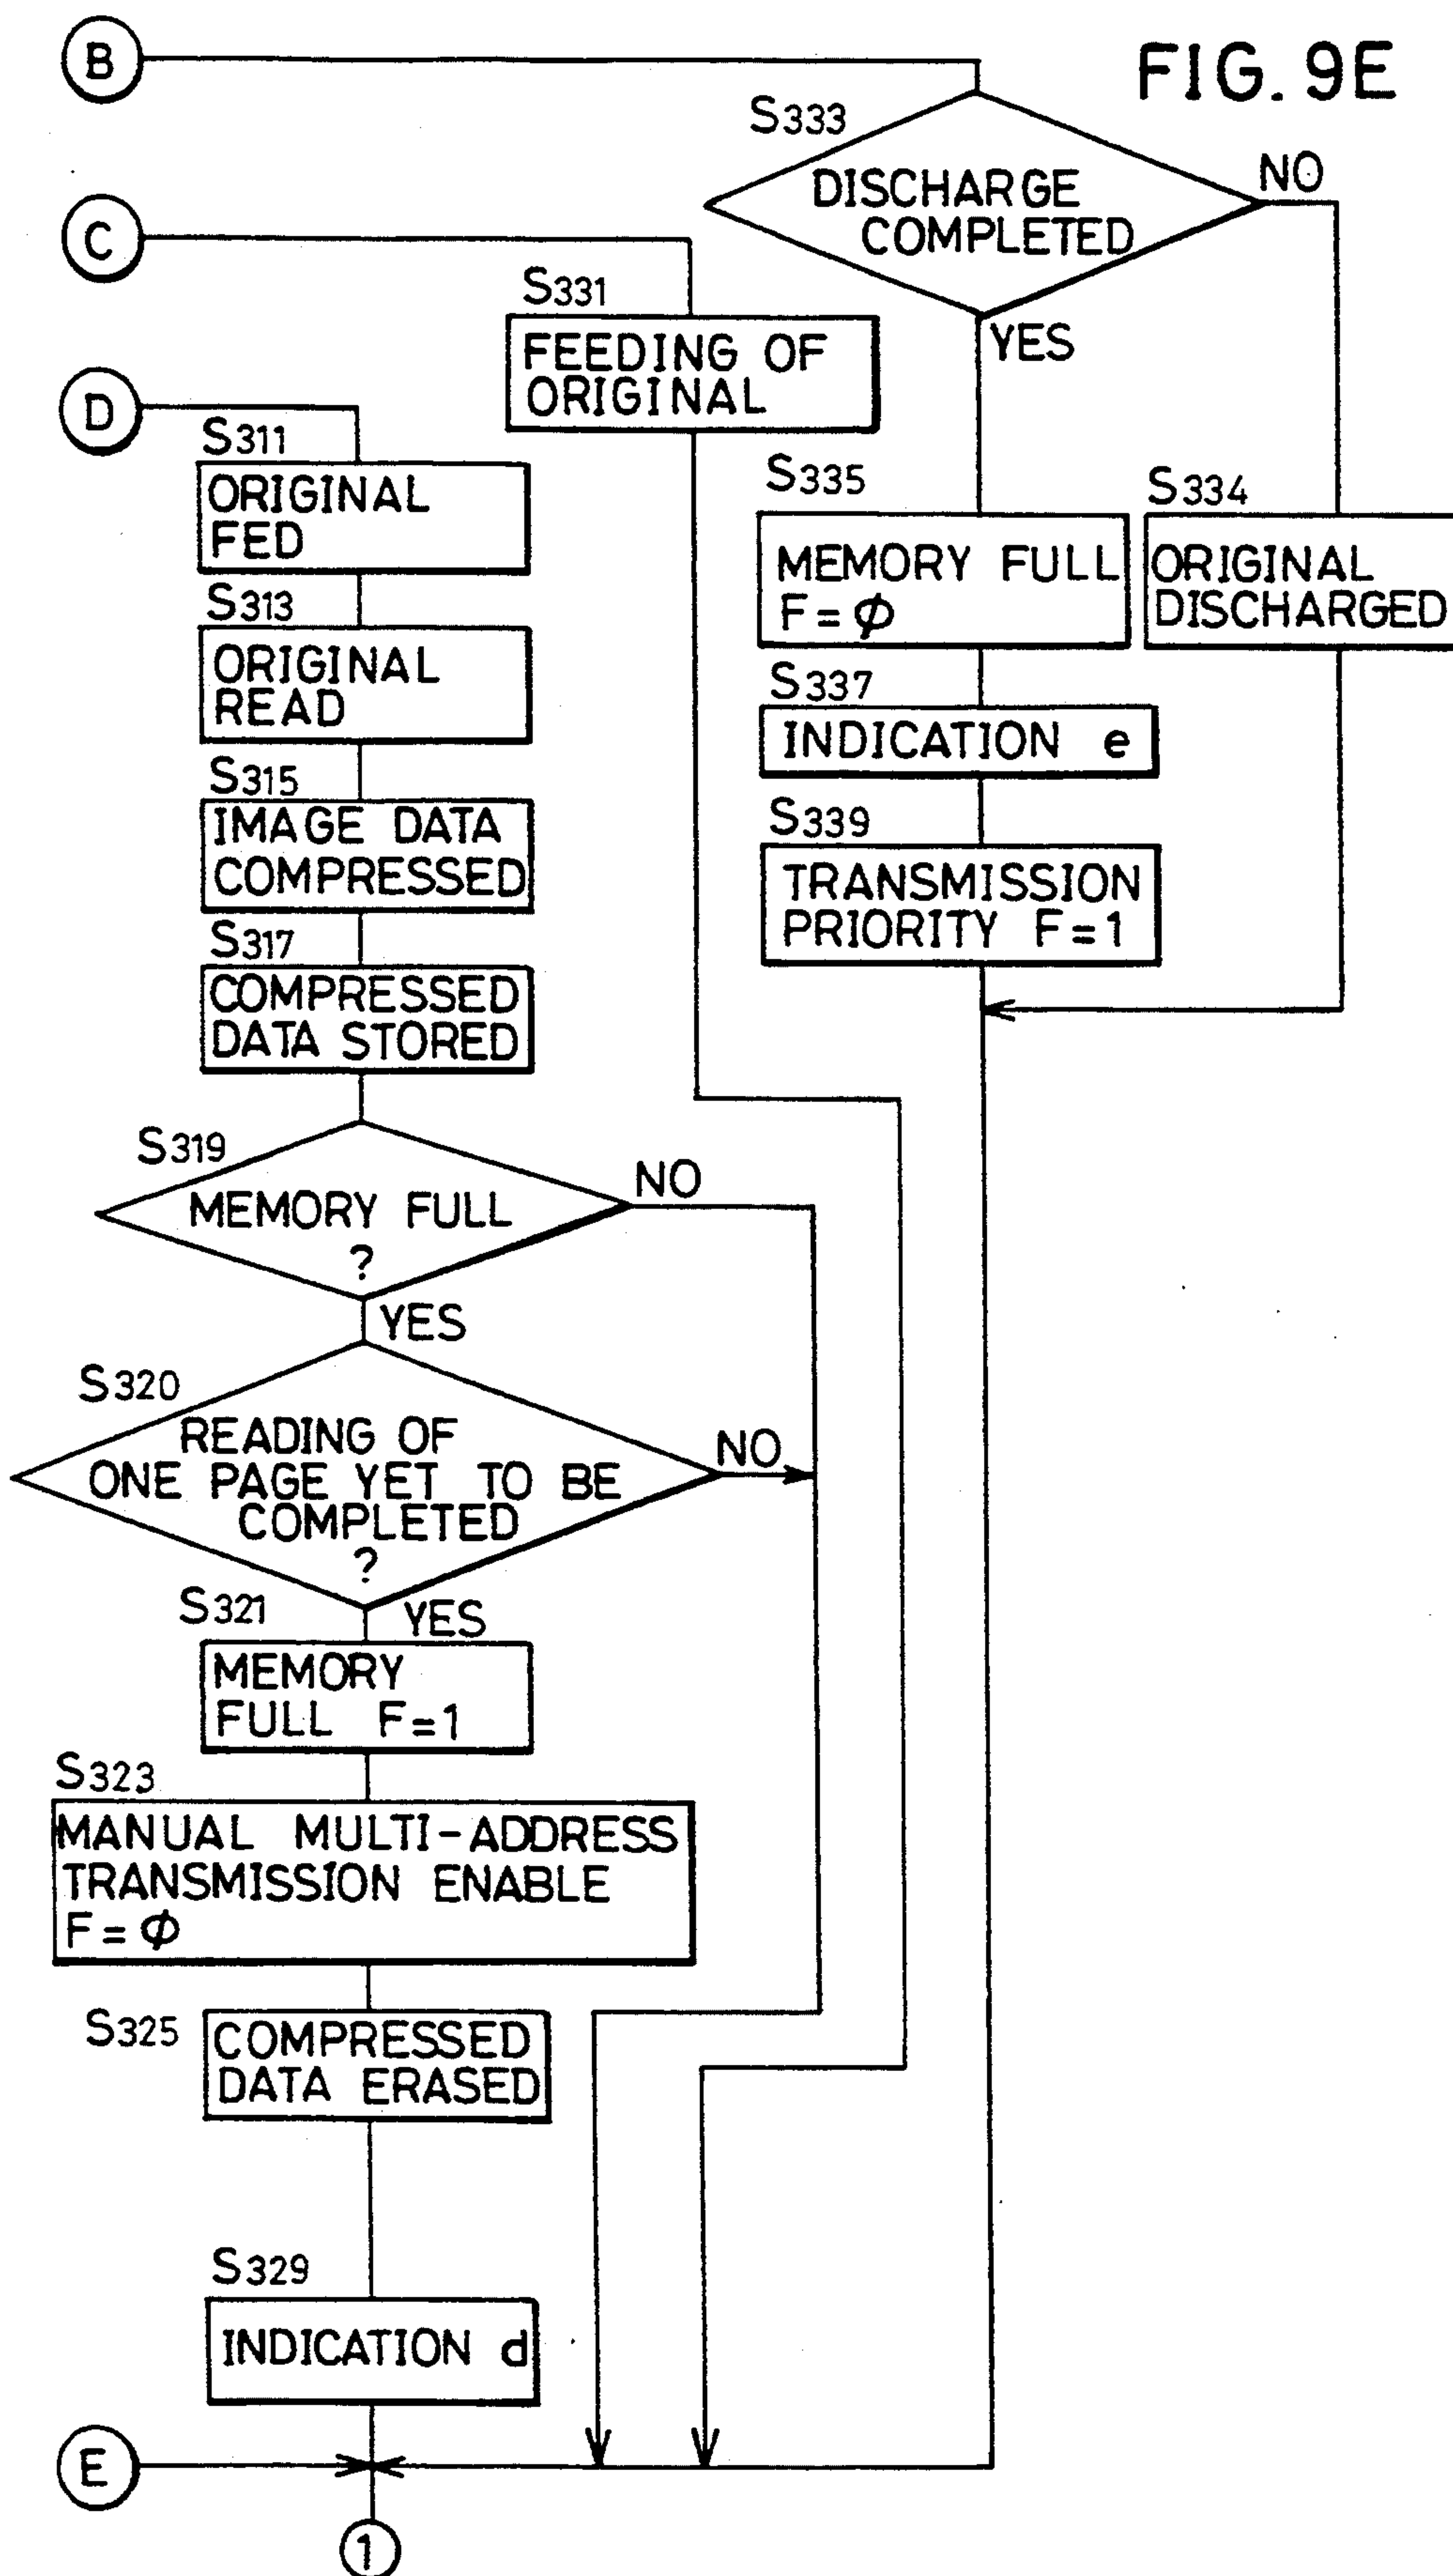 FIG. 9E
B
S333
DISCHARGE
COMPLETED
NO
YES
C
S331
FEEDING OF
ORIGINAL
D
S311
ORIGINAL
FED
S335
MEMORY FULL
F=ϕ
S334
ORIGINAL
DISCHARGED
S313
ORIGINAL
READ
S337
INDICATION e
S315
IMAGE DATA
COMPRESSED
S339
TRANSMISSION
PRIORITY F=1
S317
COMPRESSED
DATA STORED
S319
MEMORY FULL
?
NO
YES
S320
READING OF
ONE PAGE YET TO BE
COMPLETED
?
NO
YES
S321
MEMORY
FULL F=1
S323
MANUAL MULTI-ADDRESS
TRANSMISSION ENABLE
F=ϕ
S325
COMPRESSED
DATA ERASED
S329
INDICATION d
E
1